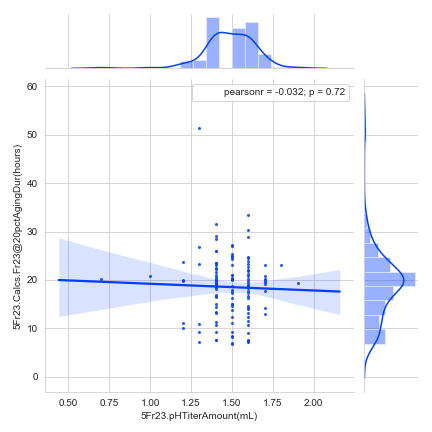 pearsonr = -0.032; p = 0.72
60
50
40
30
20
10
0
5Fr23.Calcs.Fr23@20pctAgingDur(hours)
0.50 0.75 1.00 1.25 1.50 1.75 2.00
5Fr23.pHTiterAmount(mL)